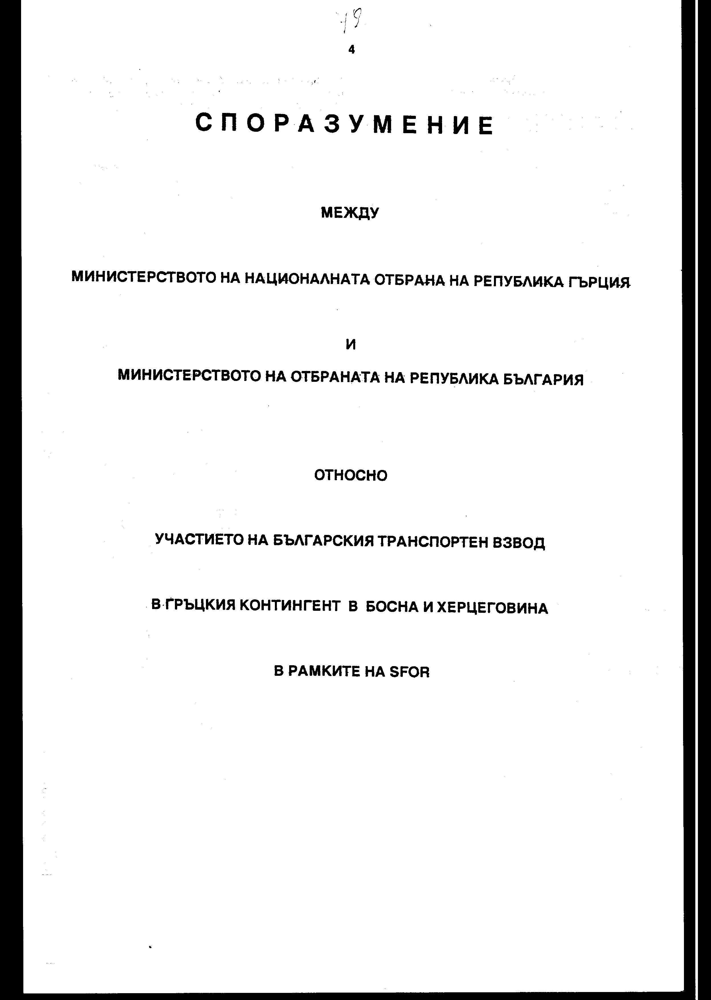 19
4
С П О Р А З У М Е Н И Е
МЕЖДУ
МИНИСТЕРСТВОТО НА НАЦИОНАЛНАТА ОТБРАНА НА РЕПУБЛИКА ГЪРЦИЯ
И
МИНИСТЕРСТВОТО НА ОТБРАНАТА НА РЕПУБЛИКА БЪЛГАРИЯ
ОТНОСНО
УЧАСТИЕТО НА БЪЛГАРСКИЯ ТРАНСПОРТЕН ВЗВОД
В ГРЪЦКИЯ КОНТИНГЕНТ В БОСНА И ХЕРЦЕГОВИНА
В РАМКИТЕ НА SFOR